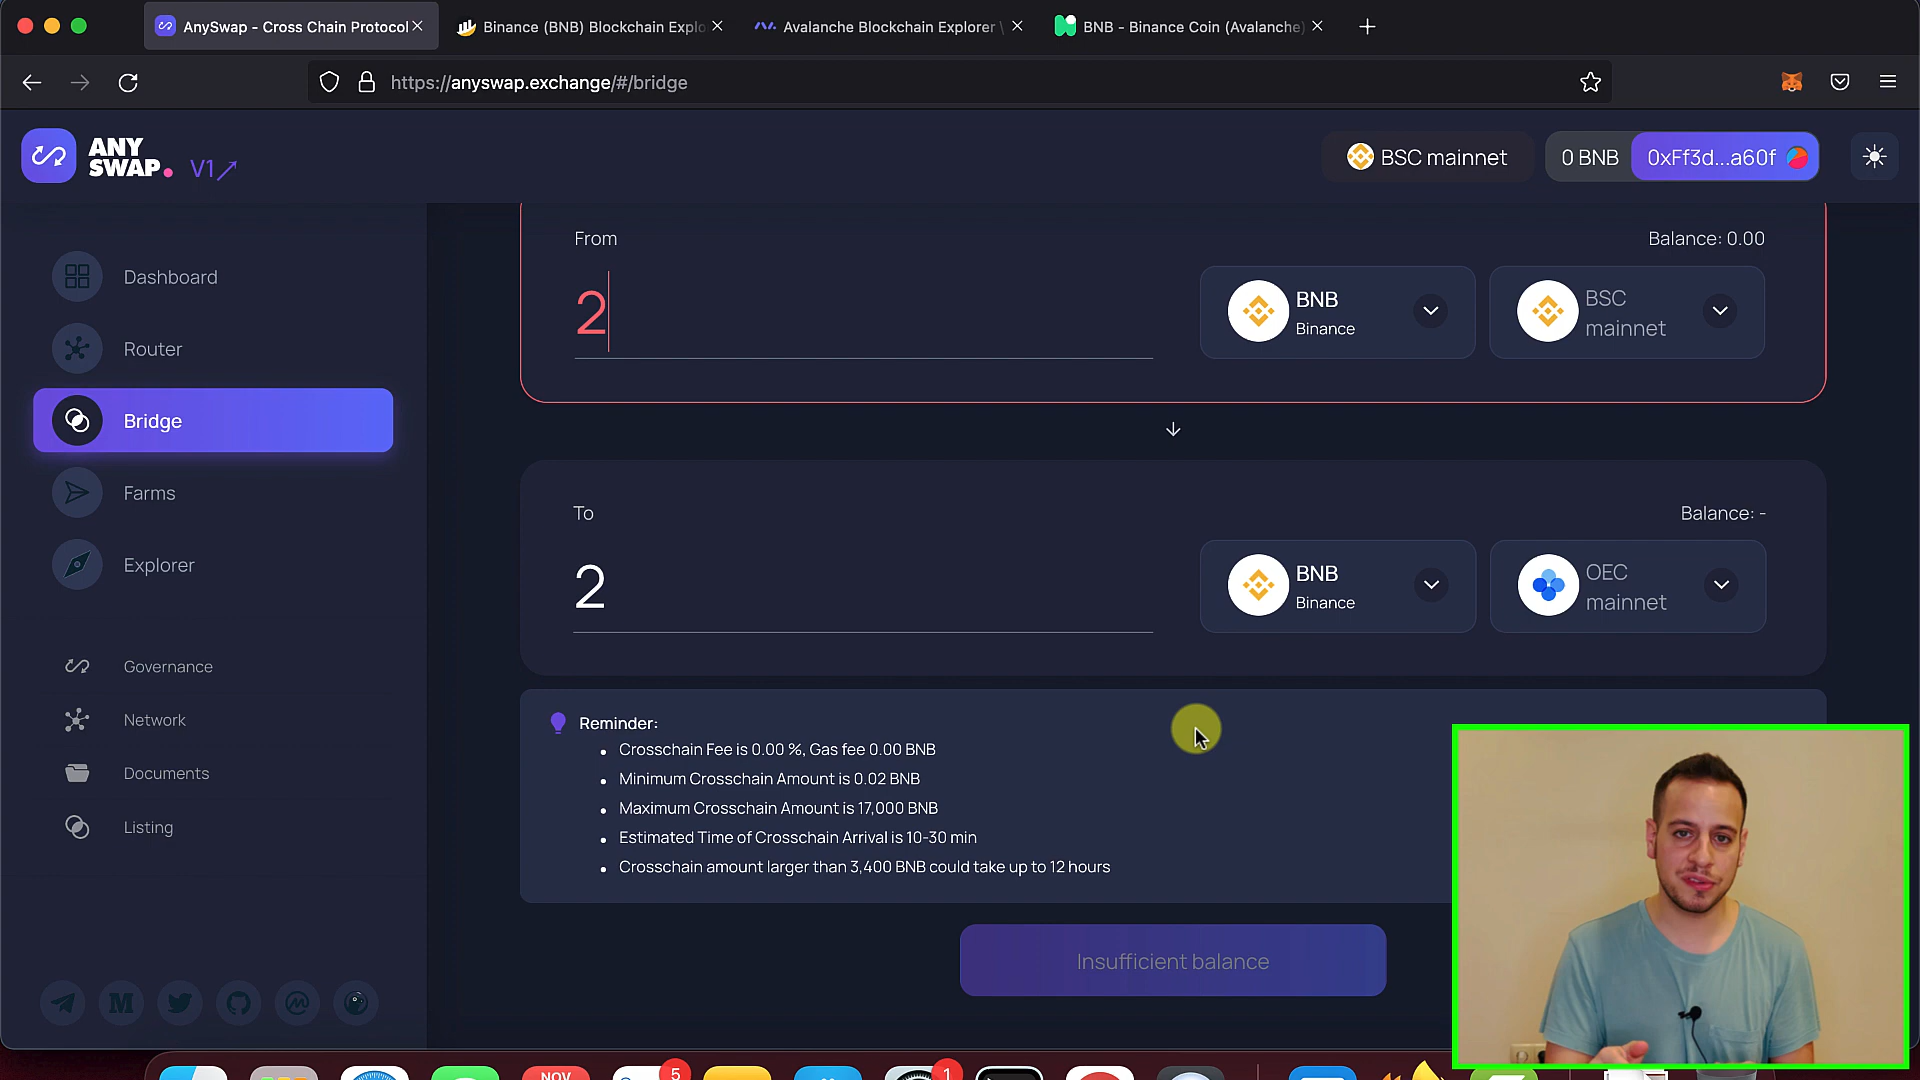 AnySwap - Cross Chain Protocol
Binance (BNB) Blockchain Explo
Avalanche Blockchain Explorer \
BNB - Binance Coin (Avalanche)
https://anyswap.exchange/#/bridge
ANY
SWAP.
V1
BSC mainnet
0 BNB
0xFf3d...a60f
Dashboard
Router
Bridge
Farms
Explorer
Governance
Network
Documents
Listing
From
Balance: 0.00
2
BNB
Binance
BSC
mainnet
To
Balance: -
2
BNB
Binance
OEC
mainnet
Reminder:
Crosschain Fee is 0.00 %, Gas fee 0.00 BNB
Minimum Crosschain Amount is 0.02 BNB
Maximum Crosschain Amount is 17,000 BNB
Estimated Time of Crosschain Arrival is 10-30 min
Crosschain amount larger than 3,400 BNB could take up to 12 hours
Insufficient balance
M
NOV
5
1